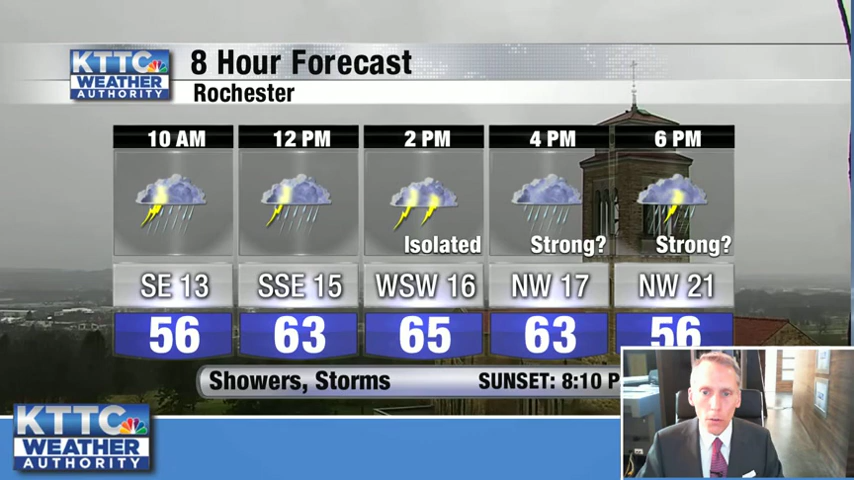 KTTC
WEATHER
AUTHORITY
8 Hour Forecast
Rochester
10 AM 12 PM 2 PM 4 PM 6 PM
Isolated Strong? Strong?
SE 13 SSE 15 WSW 16 NW 17 NW 21
56 63 65 63 56
Showers, Storms SUNSET: 8:10 P
KTTC
WEATHER
AUTHORITY